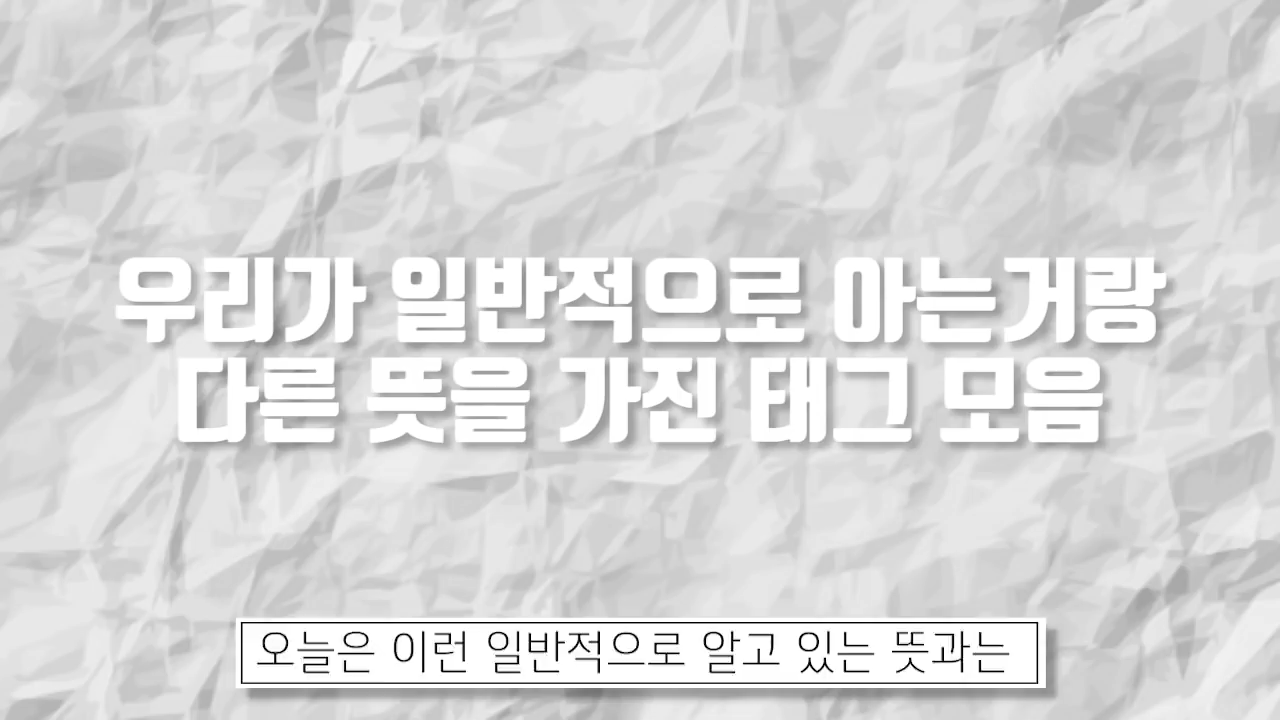 우리가 일반적으로 아는거랑
다른 뜻을 가진 태그 모음
오늘은 이런 일반적으로 알고 있는 뜻과는